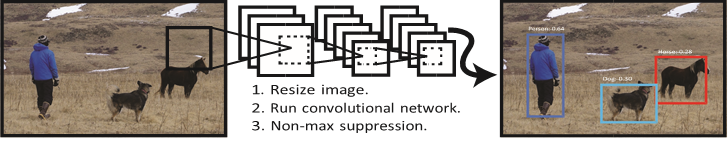 1. Resize image.
2. Run convolutional network.
3. Non-max suppression.
Person: 0.64
Horse: 0.28
Dog: 0.30